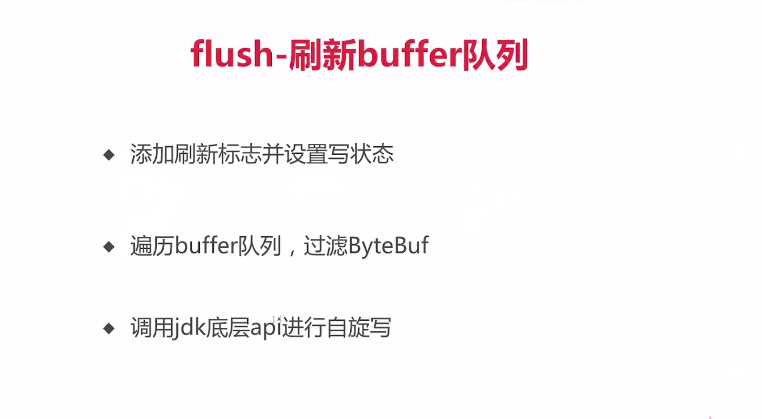 flush-刷新buffer队列
添加刷新标志并设置写状态
遍历buffer队列，过滤ByteBuf
调用jdk底层api进行自旋写